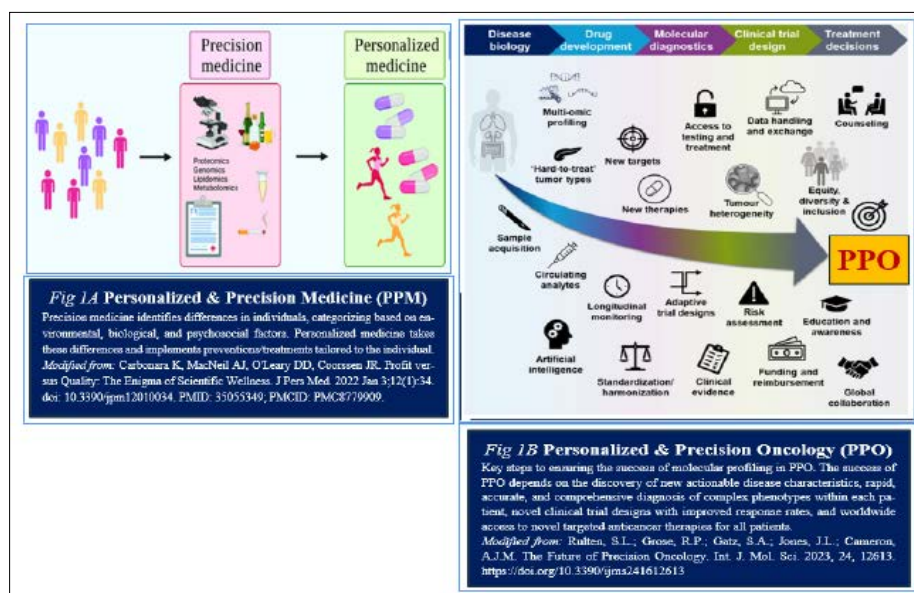 Precision
medicine
Personalized
medicine
Proteomics
Genomics
Lipidomics
Metabolomics
Fig 1A Personalized & Precision Medicine (PPM)
Precision medicine identifies differences in individuals, categorizing based on en-
vironmental, biological, and psychosocial factors. Personalized medicine takes
these differences and implements preventions/treatments tailored to the individual.
Modified from: Carbonara K, MacNeil AJ, O'Leary DD, Coorssen JR. Profit ver-
sus Quality: The Enigma of Scientific Wellness. J Pers Med. 2022 Jan 3;12(1):34.
doi: 10.3390/jpm12010034. PMID: 35055349; PMCID: PMC8779909.
Disease
biology
Drug
development
Molecular
diagnostics
Clinical trial
design
Treatment
decisions
Multi-omic
profiling
Access to
testing and
treatment
Data handling
and exchange
Counseling
'Hard-to-treat'
tumor types
New targets
New therapies
Tumour
heterogeneity
Equity,
diversity &
inclusion
Sample
acquisition
PPO
Circulating
analytes
Longitudinal
monitoring
Adaptive
trial designs
Risk
assessment
Education and
awareness
Artificial
intelligence
Standardization/
harmonization
Clinical
evidence
Funding and
reimbursement
Global
collaboration
Fig 1B Personalized & Precision Oncology (PPO)
Key steps to ensuring the success of molecular profiling in PPO. The success of
PPO depends on the discovery of new actionable disease characteristics, rapid,
accurate, and comprehensive diagnosis of complex phenotypes within each pa-
tient, novel clinical trial designs with improved response rates, and worldwide
access to novel targeted anticancer therapies for all patients.
Modified from: Rulten, S.L.; Grose, R.P.; Gatz, S.A.; Jones, J.L.; Cameron,
A.J.M. The Future of Precision Oncology. Int. J. Mol. Sci. 2023, 24, 12613.
https://doi.org/10.3390/ijms241612613